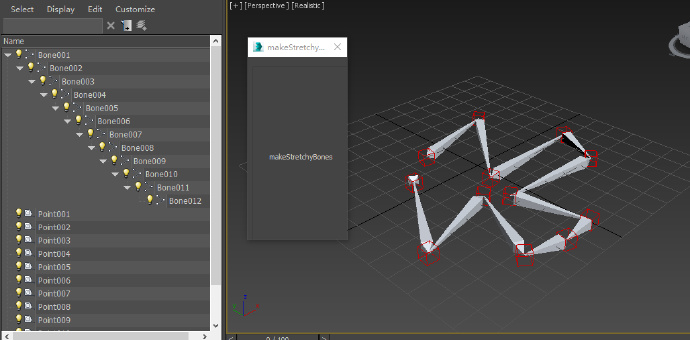 Select Display Edit Customize
[+] [Perspective] [Realistic]
Name
Bone001
Bone002
Bone003
Bone004
Bone005
Bone006
Bone007
Bone008
Bone009
Bone010
Bone011
Bone012
Point001
Point002
Point003
Point004
Point005
Point006
Point007
Point008
Point009
makeStretchy...
makeStretchyBones
z
0 / 100